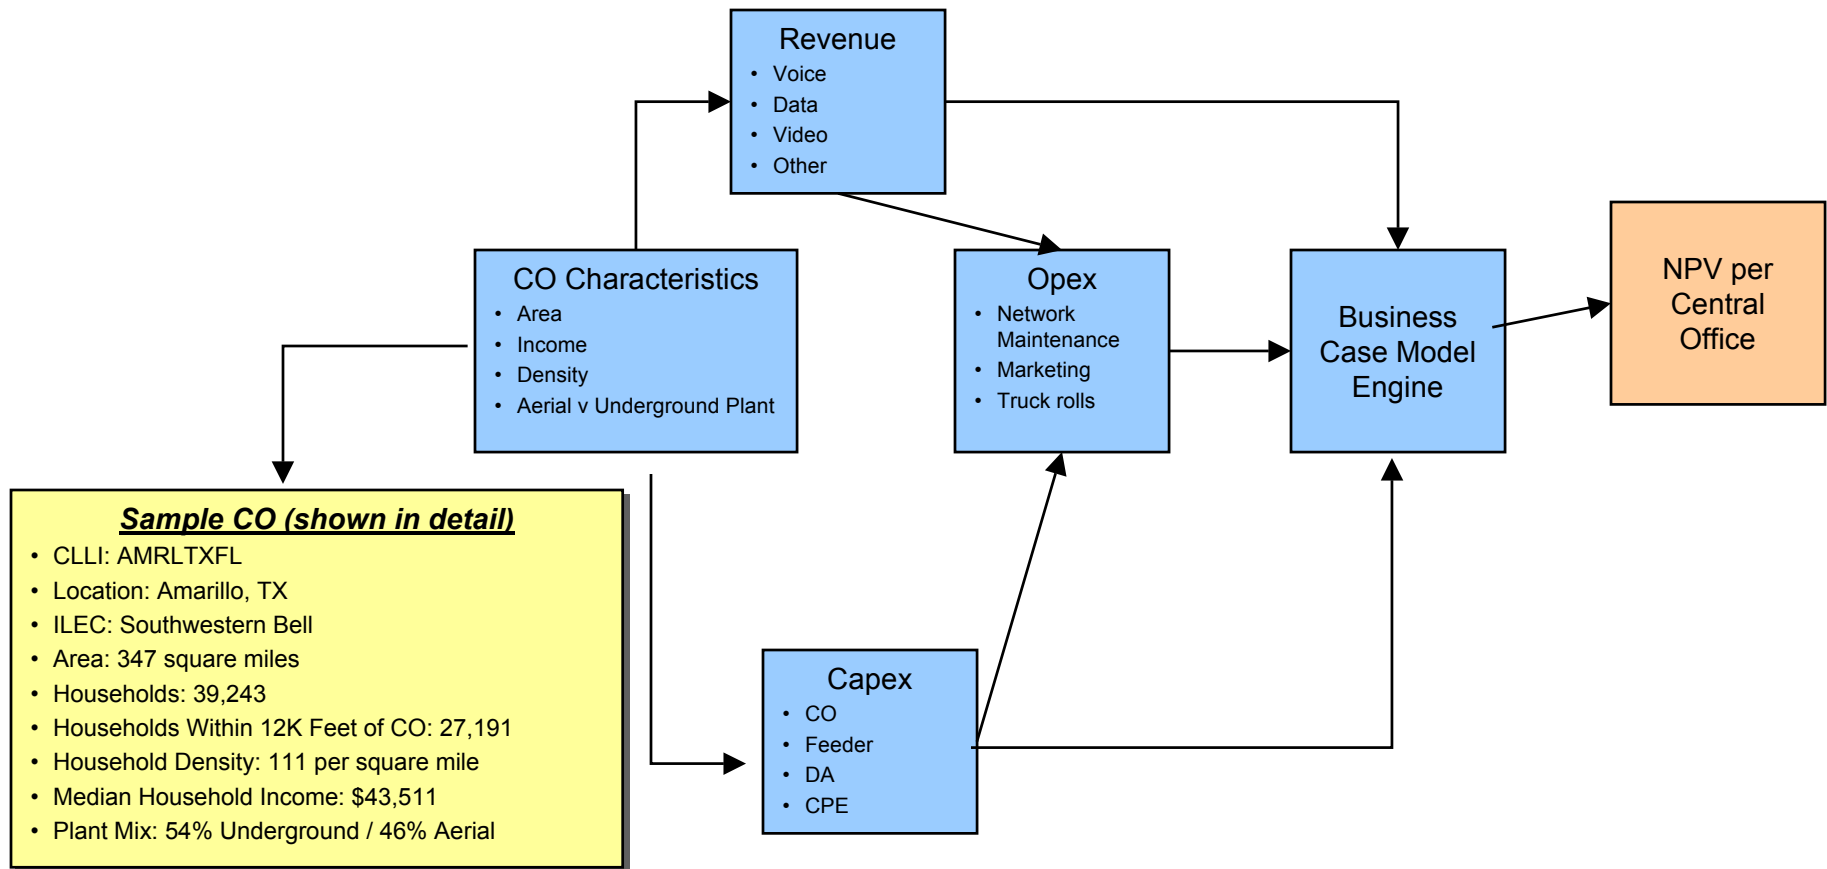 Revenue
• Voice
• Data
• Video
• Other
CO Characteristics
• Area
• Income
• Density
• Aerial v Underground Plant
Opex
• Network
Maintenance
• Marketing
• Truck rolls
Business
Case Model
Engine
NPV per
Central
Office
Sample CO (shown in detail)
• CLLI: AMRLTXFL
• Location: Amarillo, TX
• ILEC: Southwestern Bell
• Area: 347 square miles
• Households: 39,243
• Households Within 12K Feet of CO: 27,191
• Household Density: 111 per square mile
• Median Household Income: $43,511
• Plant Mix: 54% Underground / 46% Aerial
Capex
• CO
• Feeder
• DA
• CPE